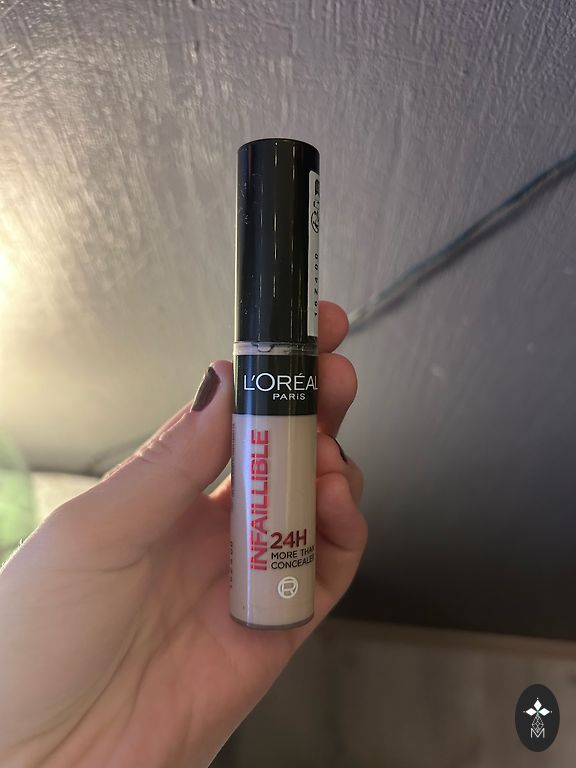 L'ORÉAL
PARIS
INFAILLIBLE
24H
MORE THAN
CONCEALER
M